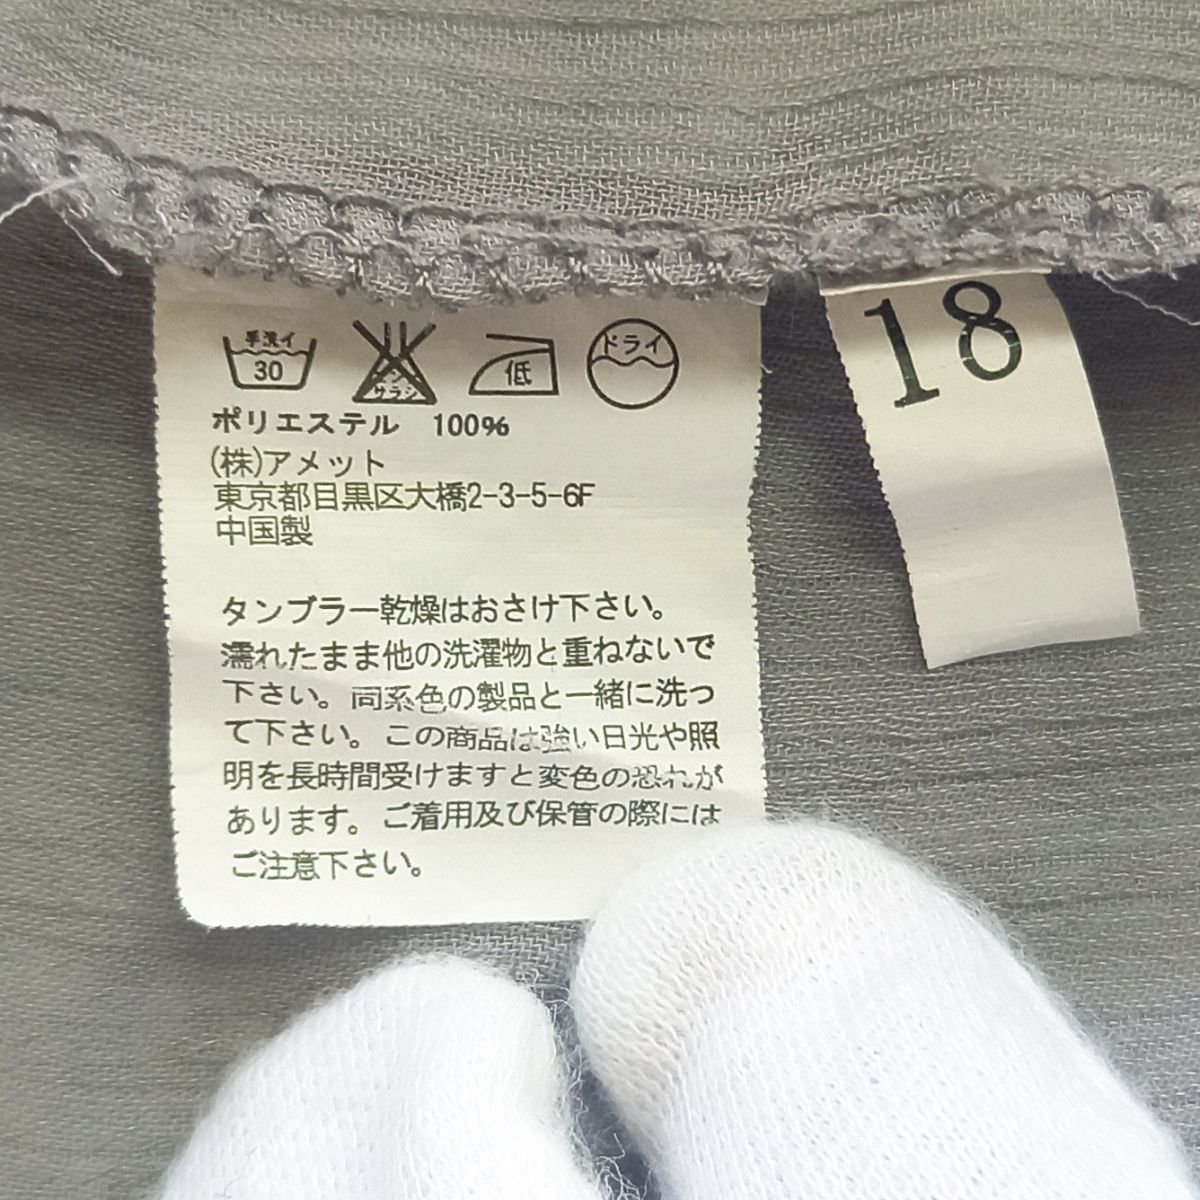 手洗イ
30
エンソ
サラシ
低
ドライ
18
ポリエステル 100%
(株)アメット
東京都目黒区大橋2-3-5-6F
中国製
タンブラー乾燥はおさけ下さい。
濡れたまま他の洗濯物と重ねないで
下さい。同系色の製品と一緒に洗っ
て下さい。この商品は強い日光や照
明を長時間受けますと変色の恐れが
あります。ご着用及び保管の際には
ご注意下さい。